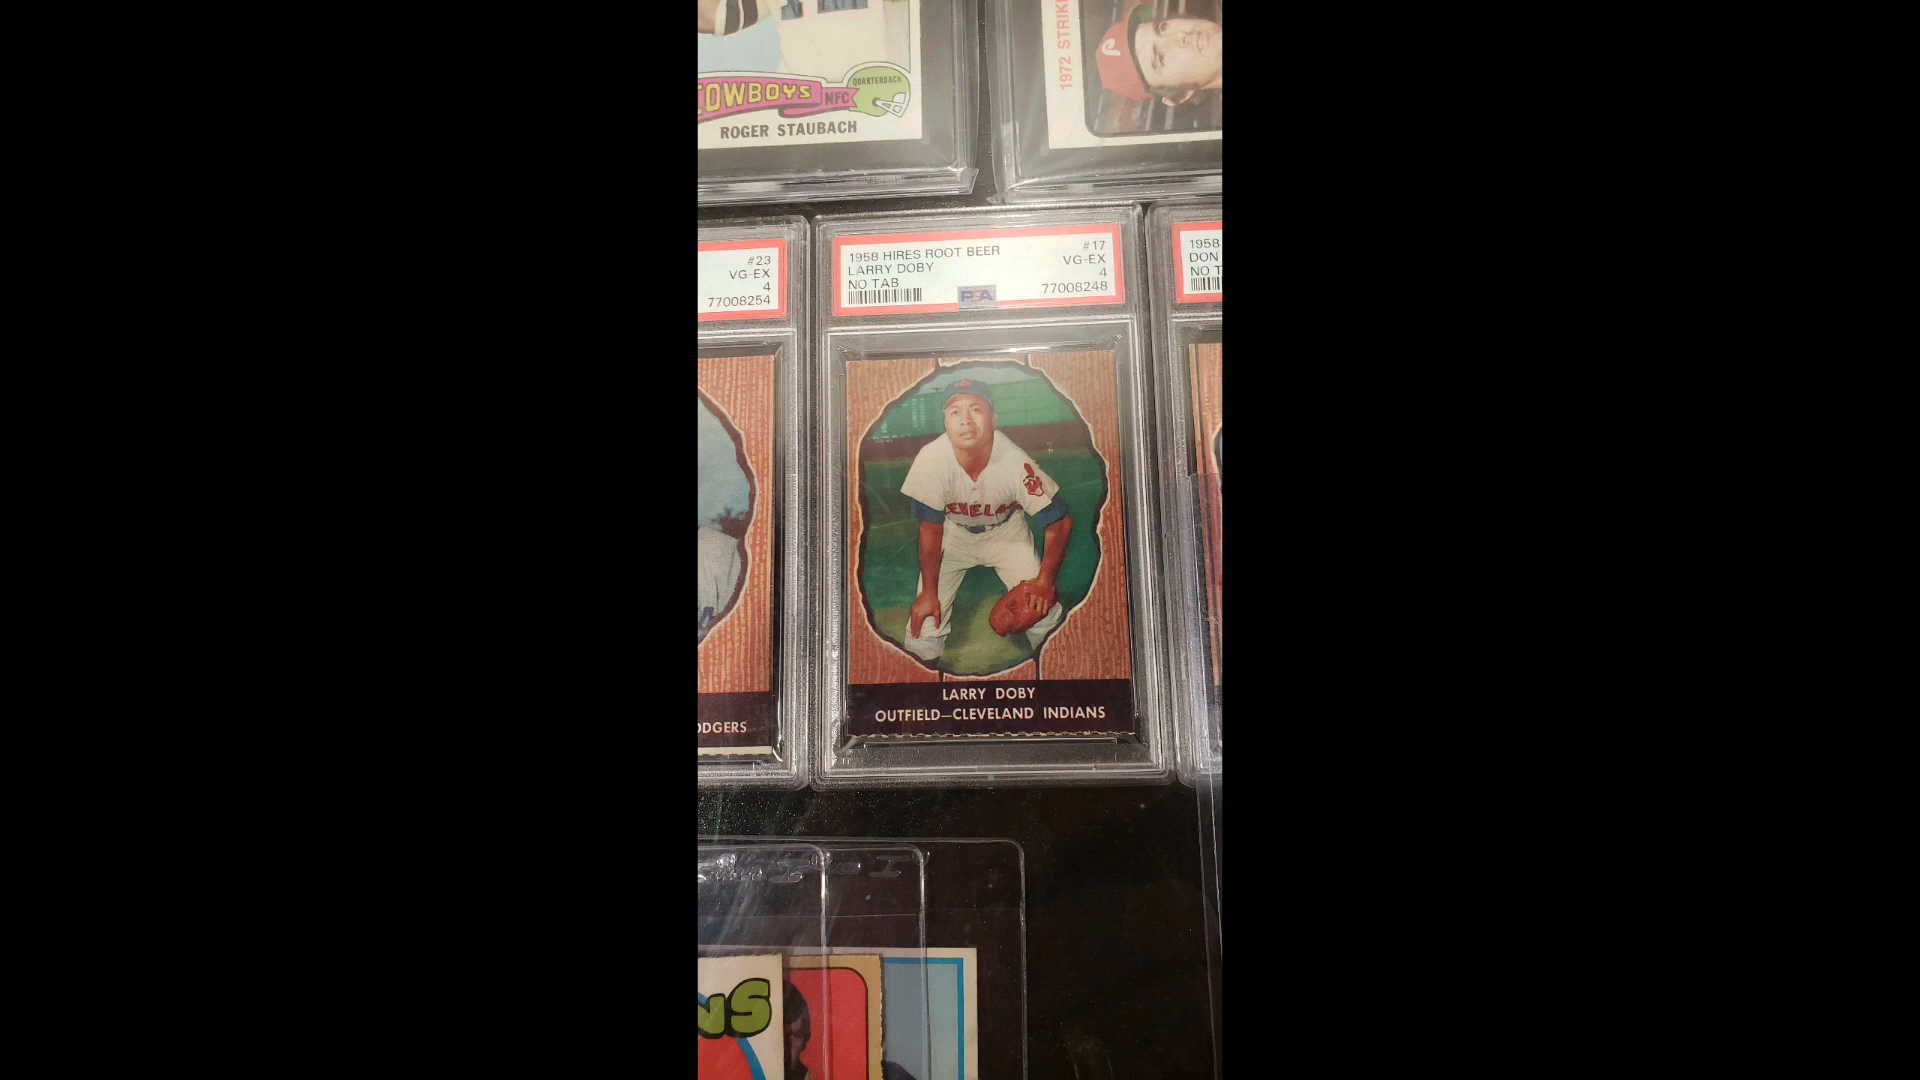 COWBOYS
NFC
QUARTERBACK
ROGER STAUBACH
1972 STRIK
#23
VG-EX
4
77008254
1958 HIRES ROOT BEER
LARRY DOBY
NO TAB
#17
VG-EX
4
77008248
PSA
1958
DON
NO T
CLEVELA
LARRY DOBY
OUTFIELD—CLEVELAND INDIANS
ODGERS
NS